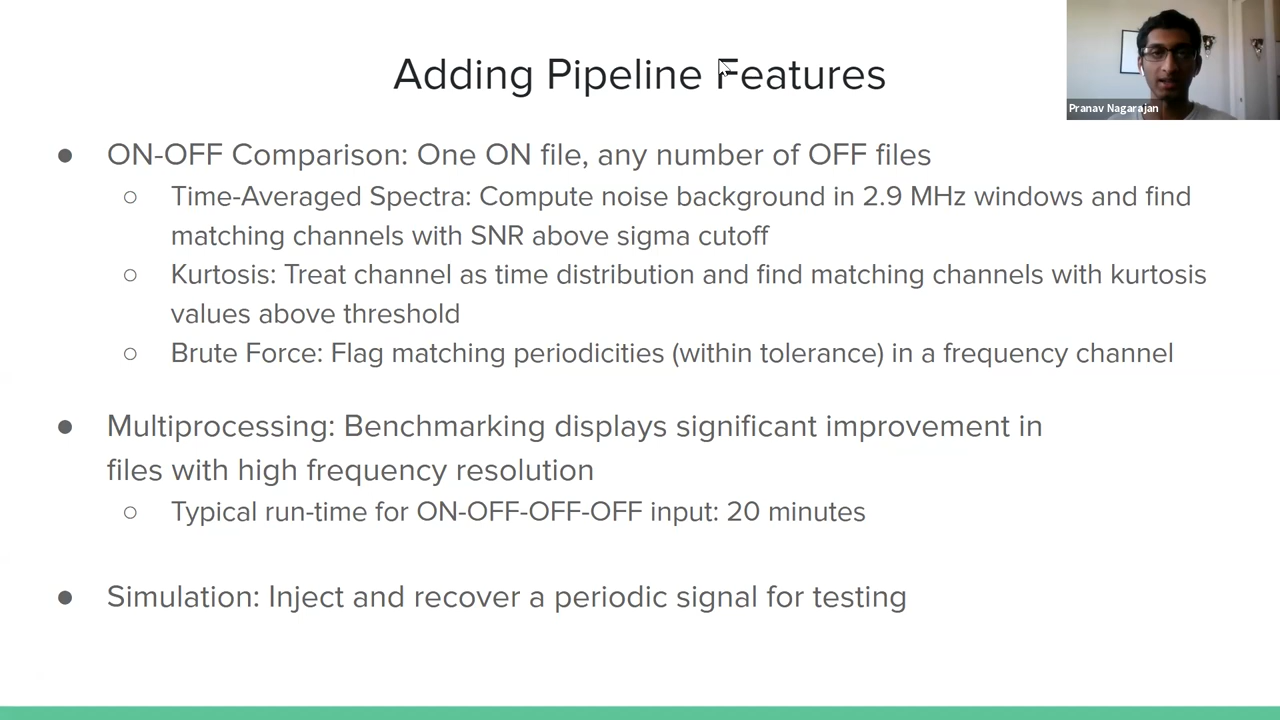 Adding Pipeline Features
Pranav Nagarajan
● ON-OFF Comparison: One ON file, any number of OFF files
○ Time-Averaged Spectra: Compute noise background in 2.9 MHz windows and find
matching channels with SNR above sigma cutoff
○ Kurtosis: Treat channel as time distribution and find matching channels with kurtosis
values above threshold
○ Brute Force: Flag matching periodicities (within tolerance) in a frequency channel
● Multiprocessing: Benchmarking displays significant improvement in
files with high frequency resolution
○ Typical run-time for ON-OFF-OFF-OFF input: 20 minutes
● Simulation: Inject and recover a periodic signal for testing